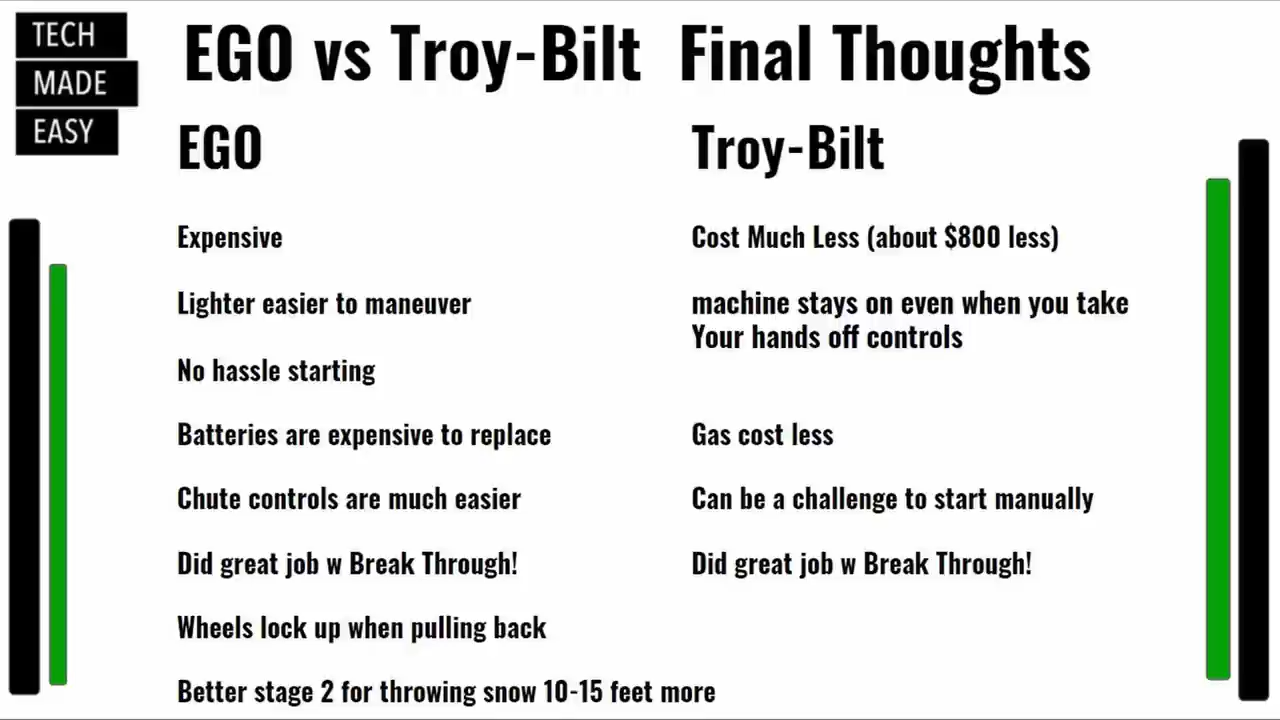 TECH
MADE
EASY
EGO vs Troy-Bilt Final Thoughts
EGO
Expensive
Lighter easier to maneuver
No hassle starting
Batteries are expensive to replace
Chute controls are much easier
Did great job w Break Through!
Wheels lock up when pulling back
Better stage 2 for throwing snow 10-15 feet more
Troy-Bilt
Cost Much Less (about $800 less)
machine stays on even when you take
Your hands off controls
Gas cost less
Can be a challenge to start manually
Did great job w Break Through!